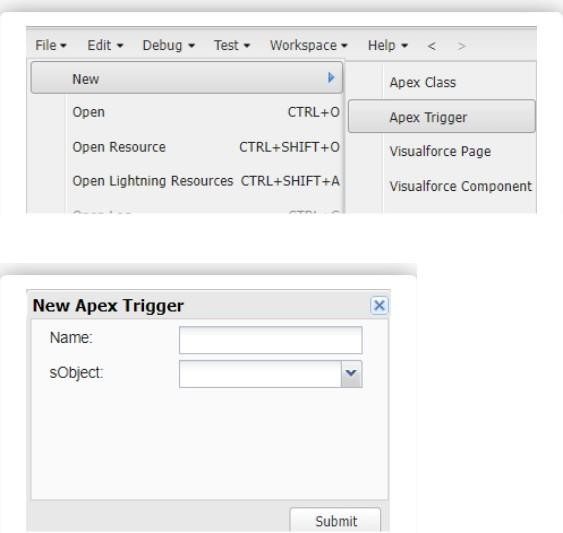 File Edit Debug Test Workspace Help < >
New
Apex Class
Open CTRL+O
Apex Trigger
Open Resource CTRL+SHIFT+O
Visualforce Page
Open Lightning Resources CTRL+SHIFT+A
Visualforce Component
New Apex Trigger
Name:
sObject:
Submit